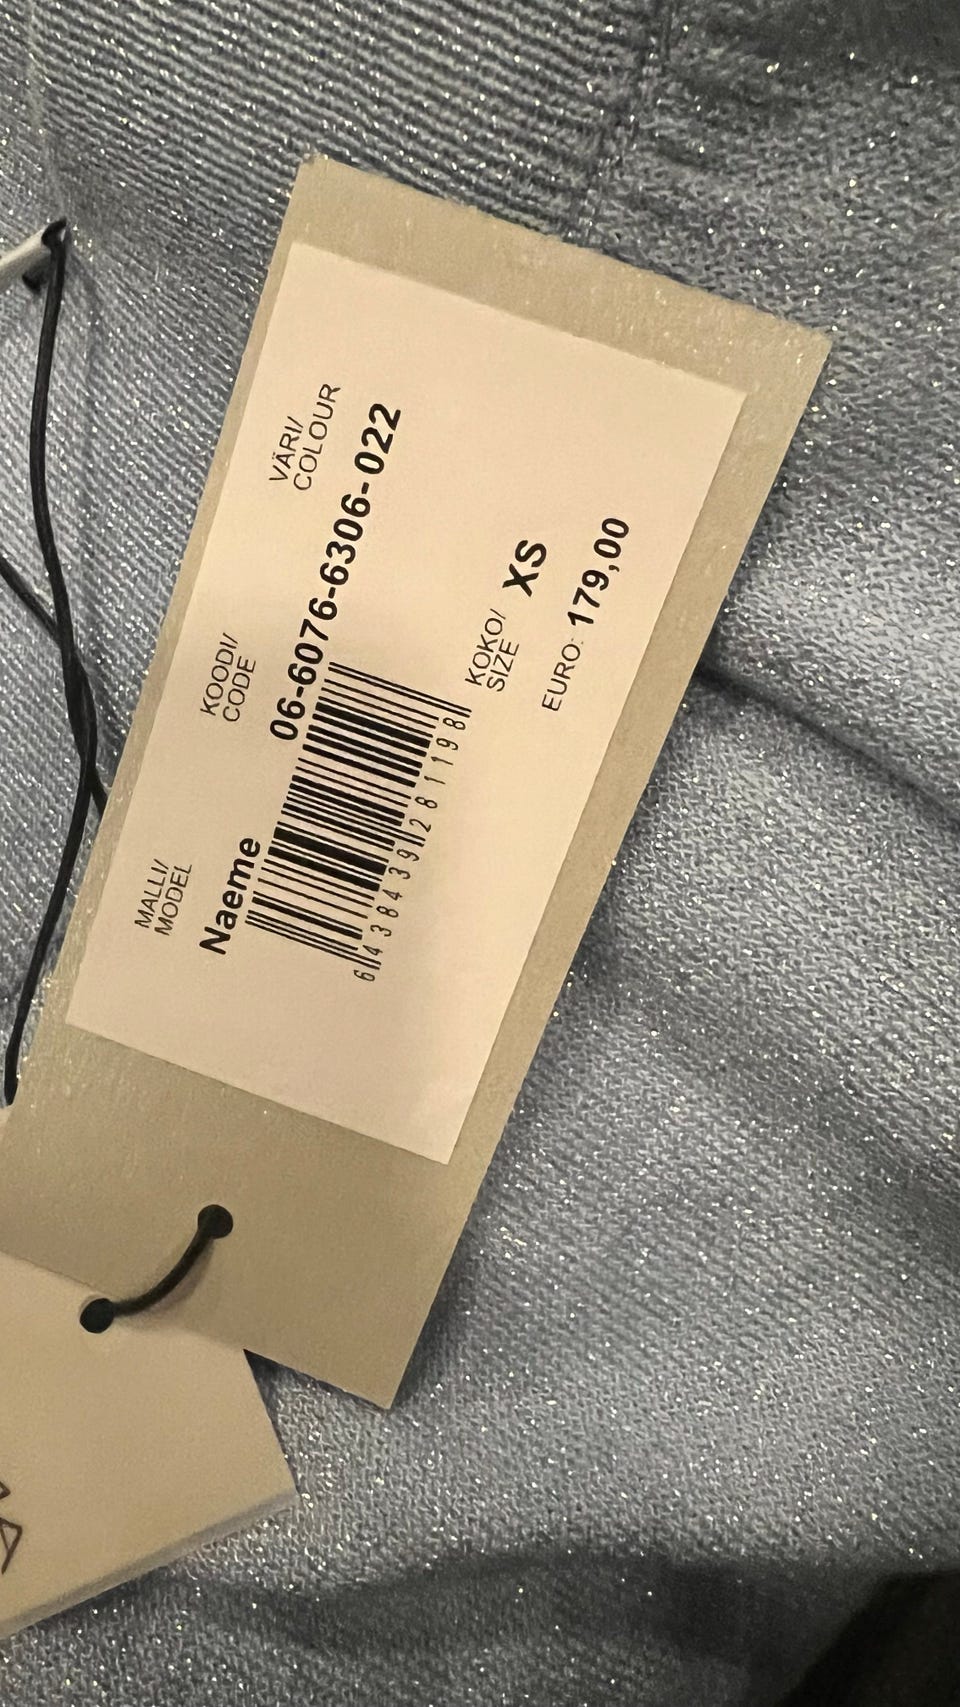 MALLI/
MODEL
KOODI/
CODE
VÄRI/
COLOUR
Naeme
06-6076-6306-022
6 438439 281198
KOKO/
SIZE
XS
EURO: 179,00